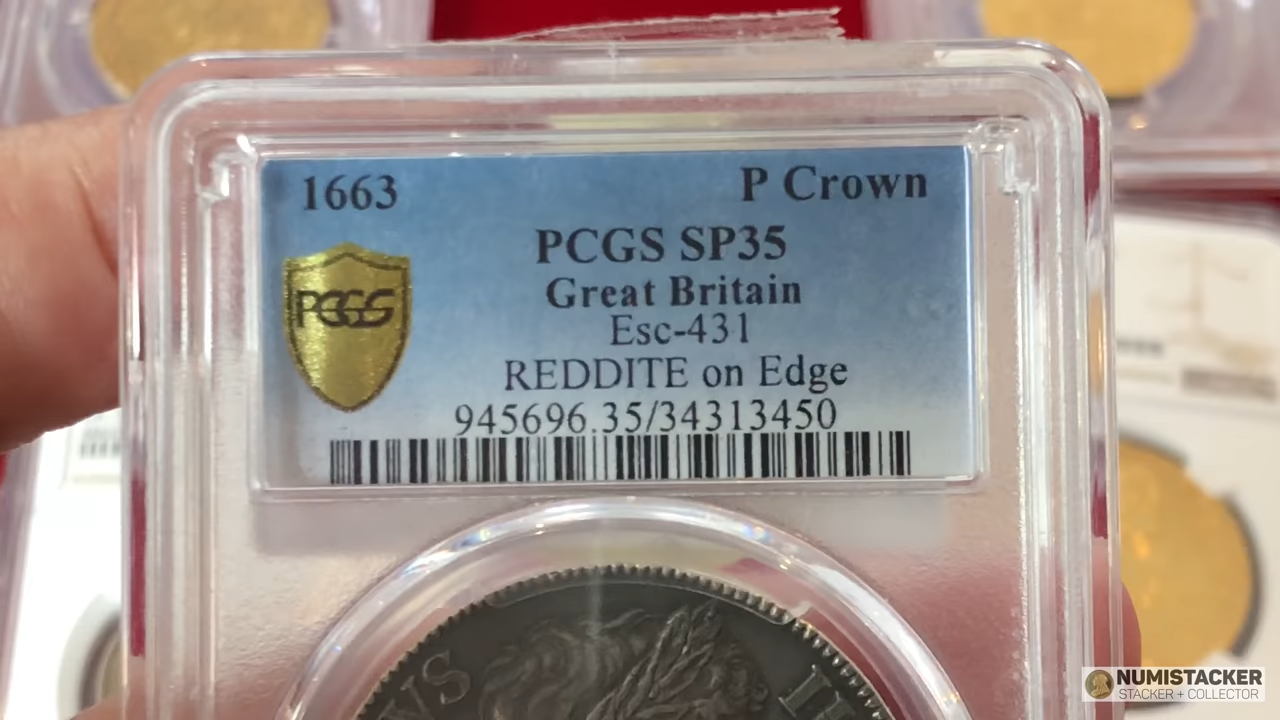 1663 P Crown
PCGS SP35
Great Britain
Esc-431
REDDITE on Edge
945696.35/34313450
PCGS
NUMISTACKER
STACKER + COLLECTOR